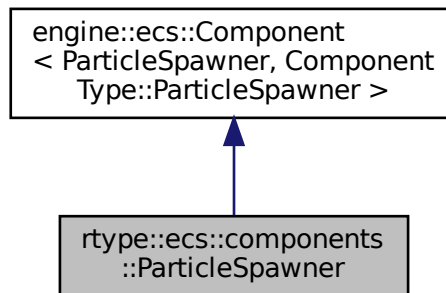 engine::ecs::Component
< ParticleSpawner, Component
Type::ParticleSpawner >
rtype::ecs::components
::ParticleSpawner